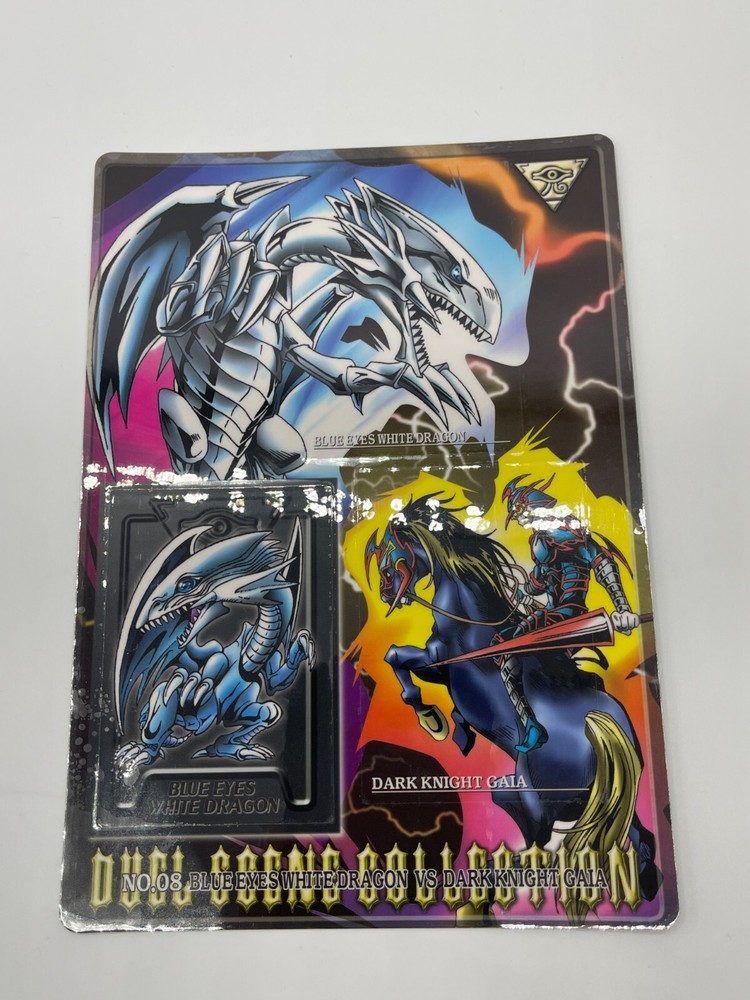 BLUE EYES WHITE DRAGON
DARK KNIGHT GAIA
BLUE EYES
WHITE DRAGON
DUEL SCENE COLLECTION
NO.08 BLUE EYES WHITE DRAGON VS DARK KNIGHT GAIA